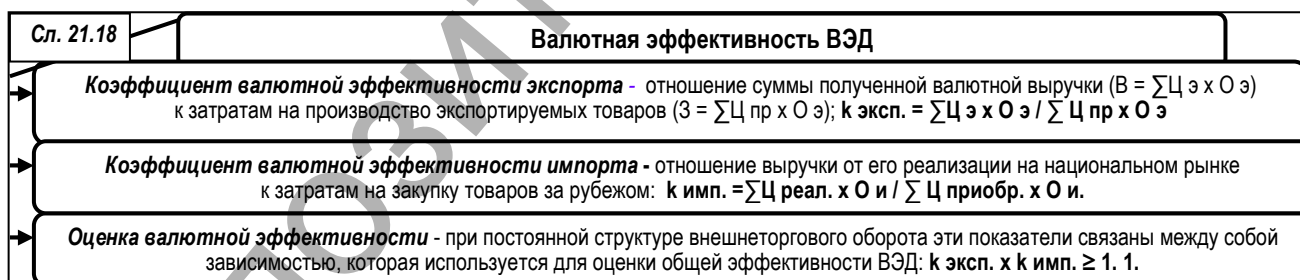 Сл. 21.18
Валютная эффективность ВЭД
Коэффициент валютной эффективности экспорта - отношение суммы полученной валютной выручки (В = ∑Ц э х О э)
к затратам на производство экспортируемых товаров (З = ∑Ц пр х О э); k эксп. = ∑Ц э х О э / ∑ Ц пр х О э
Коэффициент валютной эффективности импорта - отношение выручки от его реализации на национальном рынке
к затратам на закупку товаров за рубежом: k имп. =∑Ц реал. х О и / ∑ Ц приобр. х О и.
Оценка валютной эффективности - при постоянной структуре внешнеторгового оборота эти показатели связаны между собой
зависимостью, которая используется для оценки общей эффективности ВЭД: k эксп. х k имп. ≥ 1. 1.